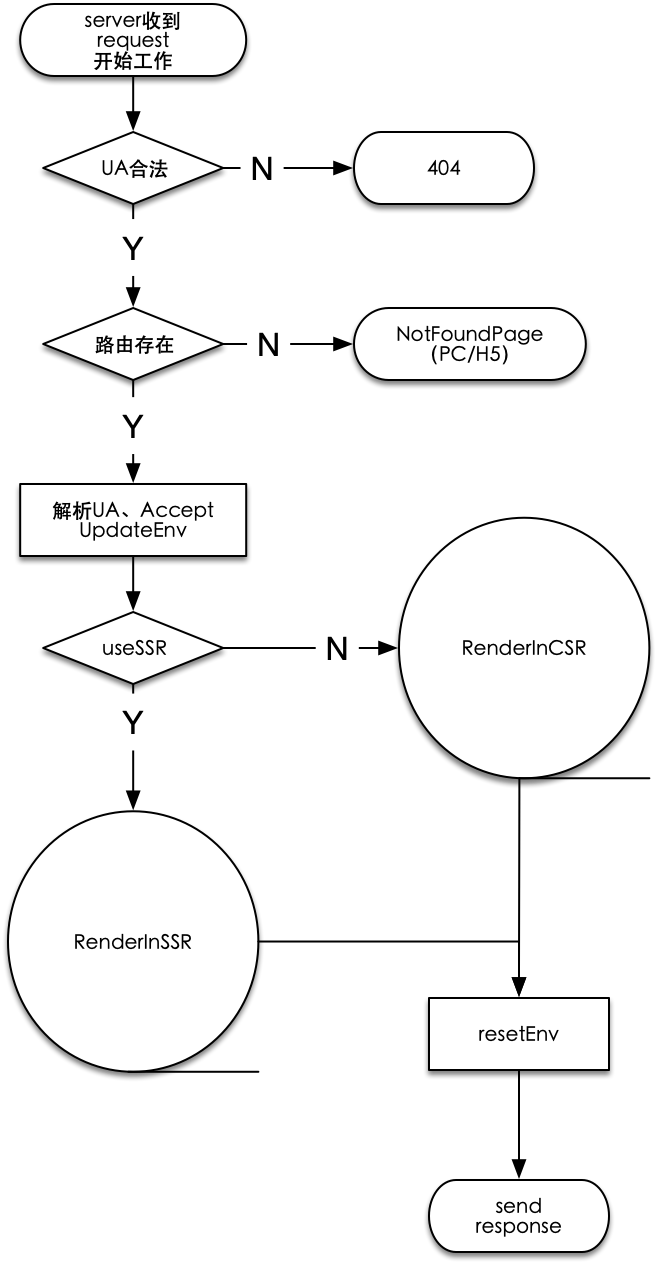 server收到
request
开始工作
UA合法
N
404
Y
路由存在
N
NotFoundPage
(PC/H5)
Y
解析UA、Accept
UpdateEnv
useSSR
N
RenderInCSR
Y
RenderInSSR
resetEnv
send
response